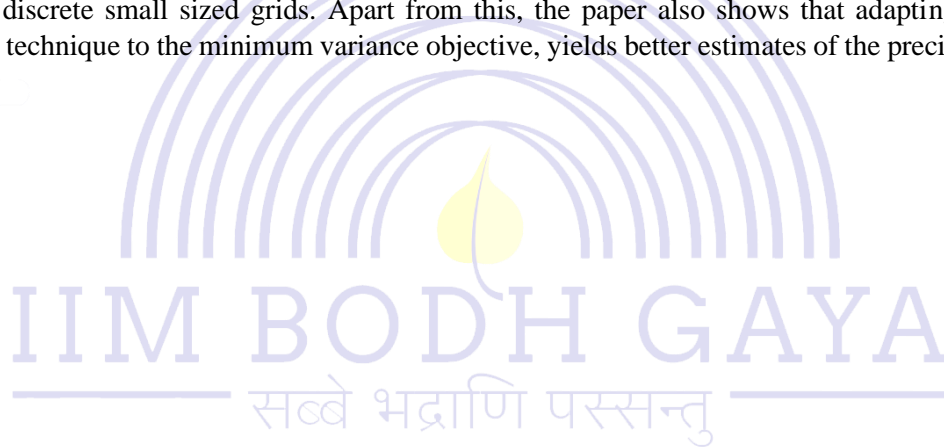 discrete small sized grids. Apart from this, the paper also shows that adaptin
technique to the minimum variance objective, yields better estimates of the preci
IIM BODH GAYA
सब्बे भद्राणि पस्सन्तु